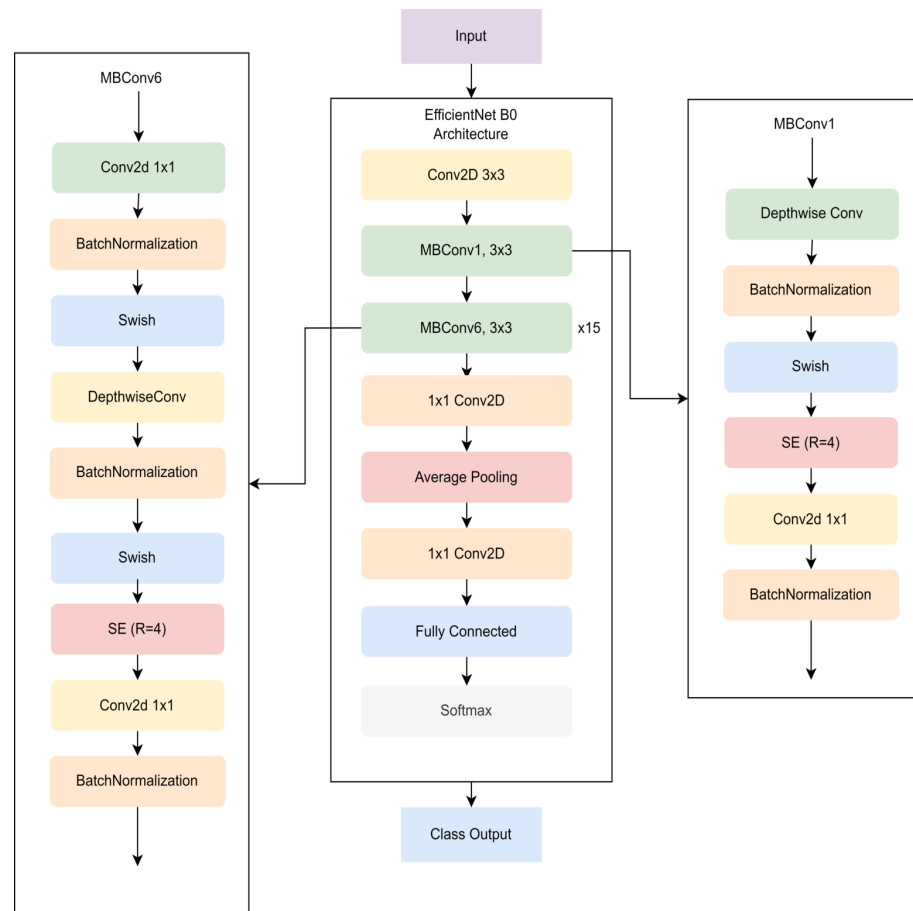 MBConv6
Conv2d 1x1
BatchNormalization
Swish
DepthwiseConv
BatchNormalization
Swish
SE (R=4)
Conv2d 1x1
BatchNormalization
Input
EfficientNet B0
Architecture
Conv2D 3x3
MBConv1, 3x3
MBConv6, 3x3
x15
1x1 Conv2D
Average Pooling
1x1 Conv2D
Fully Connected
Softmax
Class Output
MBConv1
Depthwise Conv
BatchNormalization
Swish
SE (R=4)
Conv2d 1x1
BatchNormalization